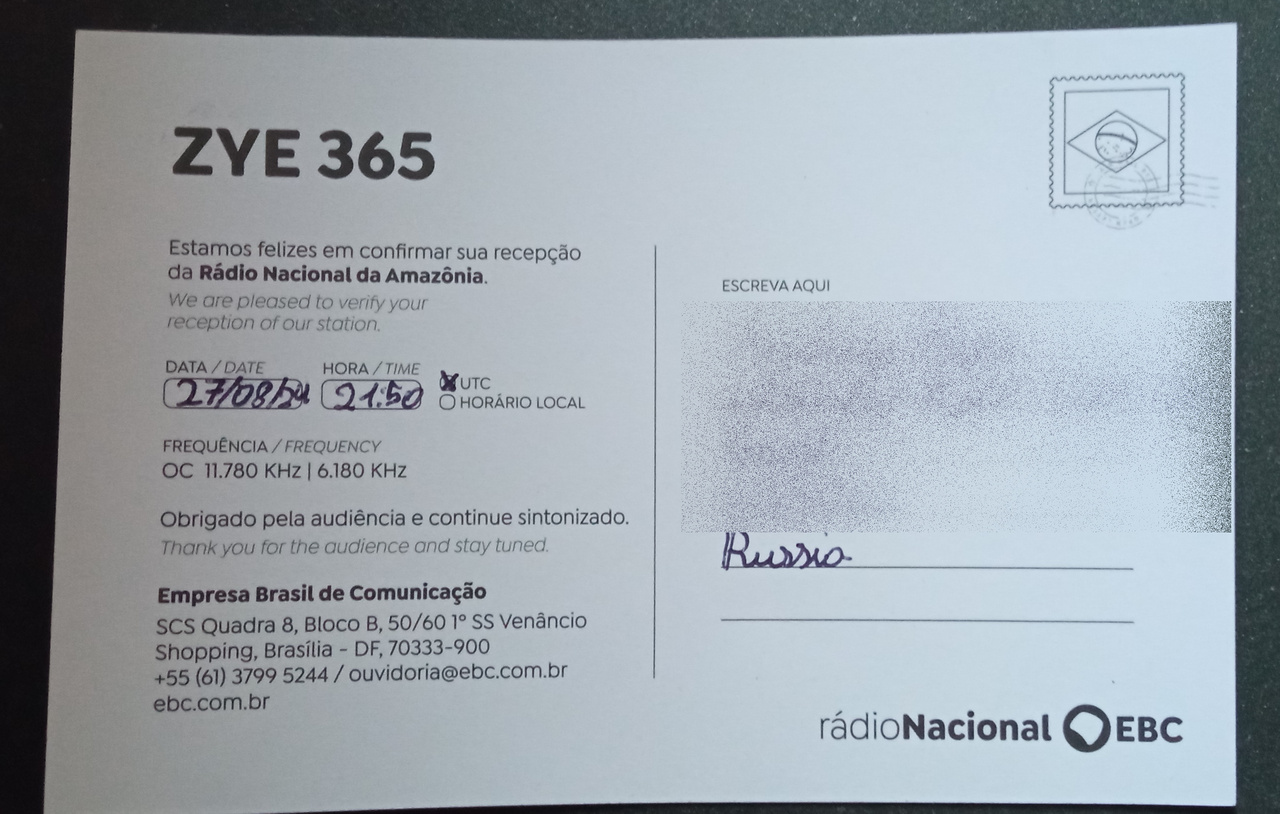 ZYE 365
Estamos felizes em confirmar sua recepção
da Rádio Nacional da Amazônia.
We are pleased to verify your
reception of our station.
DATA / DATE HORA / TIME
27/08/24 21:50 UTC
HORÁRIO LOCAL
FREQUÊNCIA / FREQUENCY
OC 11.780 KHz | 6.180 KHz
Obrigado pela audiência e continue sintonizado.
Thank you for the audience and stay tuned.
Empresa Brasil de Comunicação
SCS Quadra 8, Bloco B, 50/60 1º SS Venâncio
Shopping, Brasília - DF, 70333-900
+55 (61) 3799 5244 / ouvidoria@ebc.com.br
ebc.com.br
ESCREVA AQUI
Russia
rádioNacional EBC